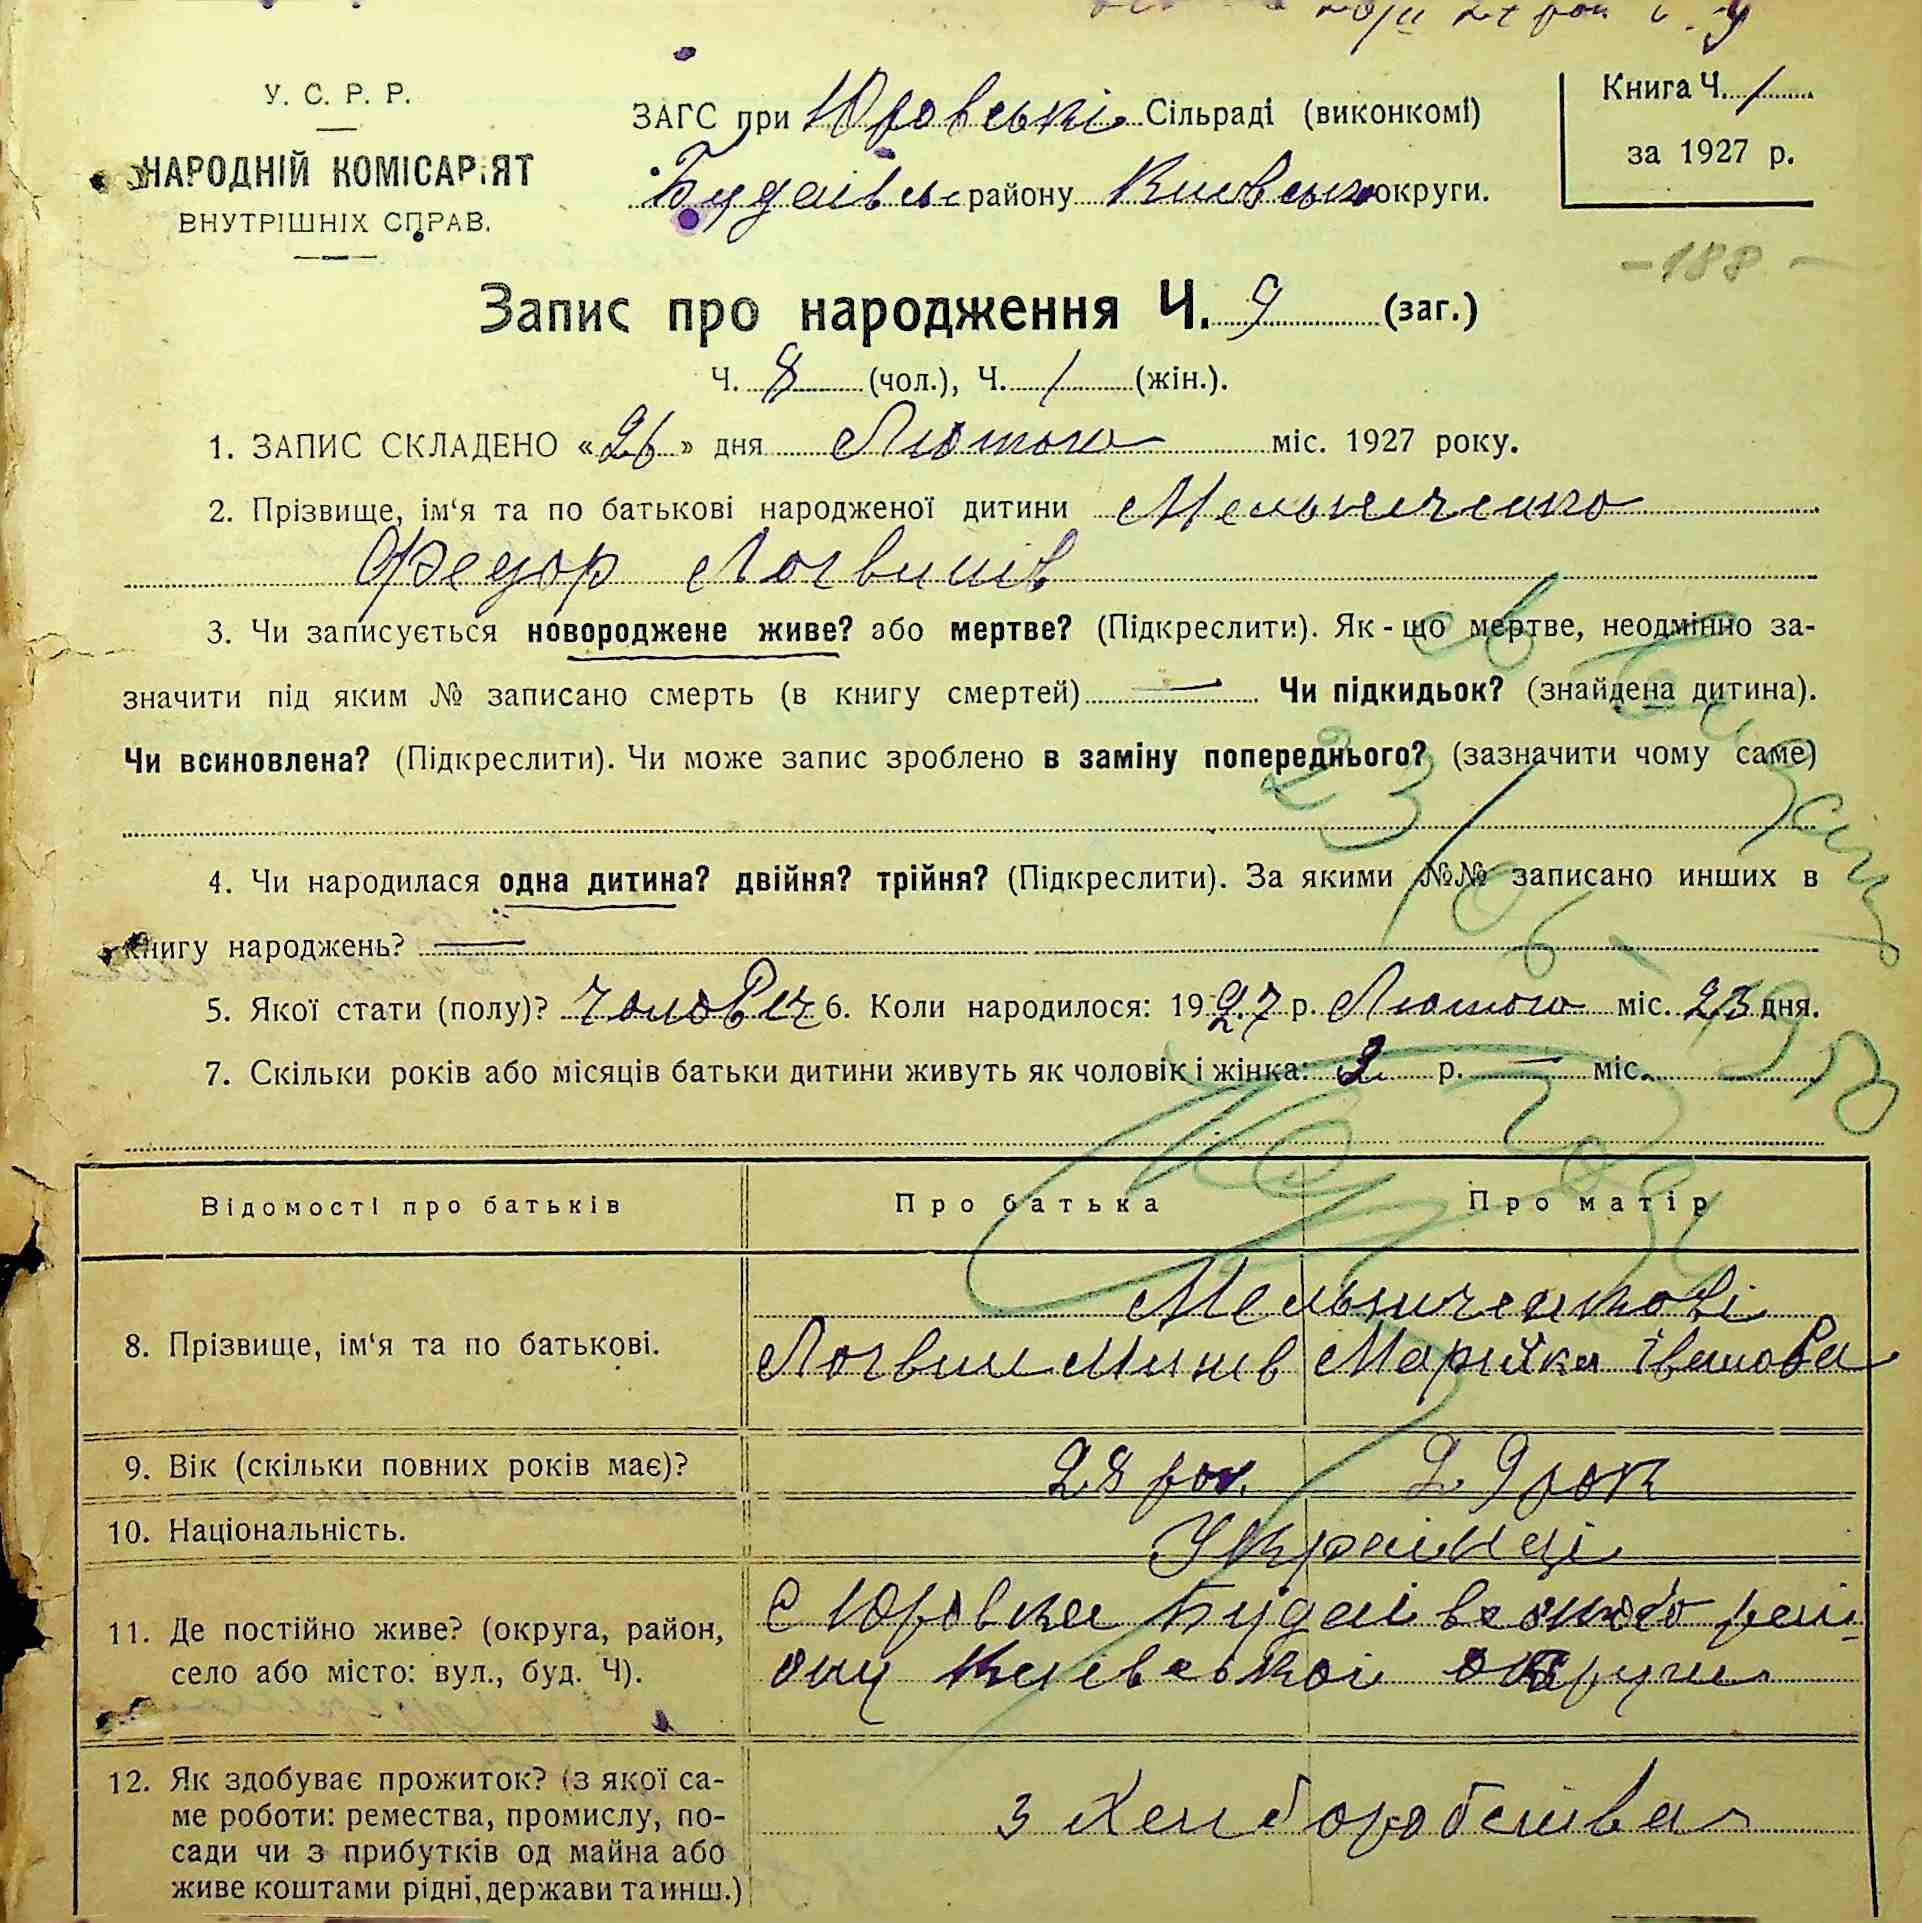 У. С. Р. Р.
НАРОДНІЙ КОМІСАР.ЯТ
ВНУТРІШНІХ СПРАВ.
ЗАГС при Юровські Сільраді (виконкомі)
Будаївсь району Київсько округи.
Книга Ч. 1
за 1927 р.
-188-
Запис про народження Ч. 9 (заг.)
Ч. 8 (чол.), Ч. 1 (жін.).
1. ЗАПИС СКЛАДЕНО «26» дня Лютого міс. 1927 року.
2. Прізвище, ім‘я та по батькові народженої дитини Мельниченко
Федор Логвинів
3. Чи записується новороджене живе? або мертве? (Підкреслити). Як-що мертве, неодмінно за-
значити під яким № записано смерть (в книгу смертей) — Чи підкидьок? (знайдена дитина).
Чи всиновлена? (Підкреслити). Чи може запис зроблено в заміну попереднього? (зазначити чому саме)
4. Чи народилася одна дитина? двійня? трійня? (Підкреслити). За якими №№ записано инших в
книгу народжень? —
5. Якої стати (полу)? чоловіч 6. Коли народилося: 1927 р. Лютого міс. 23 дня.
7. Скільки років або місяців батьки дитини живуть як чоловік і жінка: 2 р. — міс.
Відомості про батьків Про батька Про матір
Мельниченкові
8. Прізвище, ім‘я та по батькові. Логвин Минів Марійка Іванова
9. Вік (скільки повних років має)? 28 рок. 29 рок
10. Національність. Українці
11. Де постійно живе? (округа, район, с Юровка Будаівського рай
село або місто: вул., буд. Ч). ону Київської округи
12. Як здобуває прожиток? (з якої са-
ме роботи: ремества, промислу, по- з Хліборобства
сади чи з прибутків од майна або
живе коштами рідні, держави та инш.)